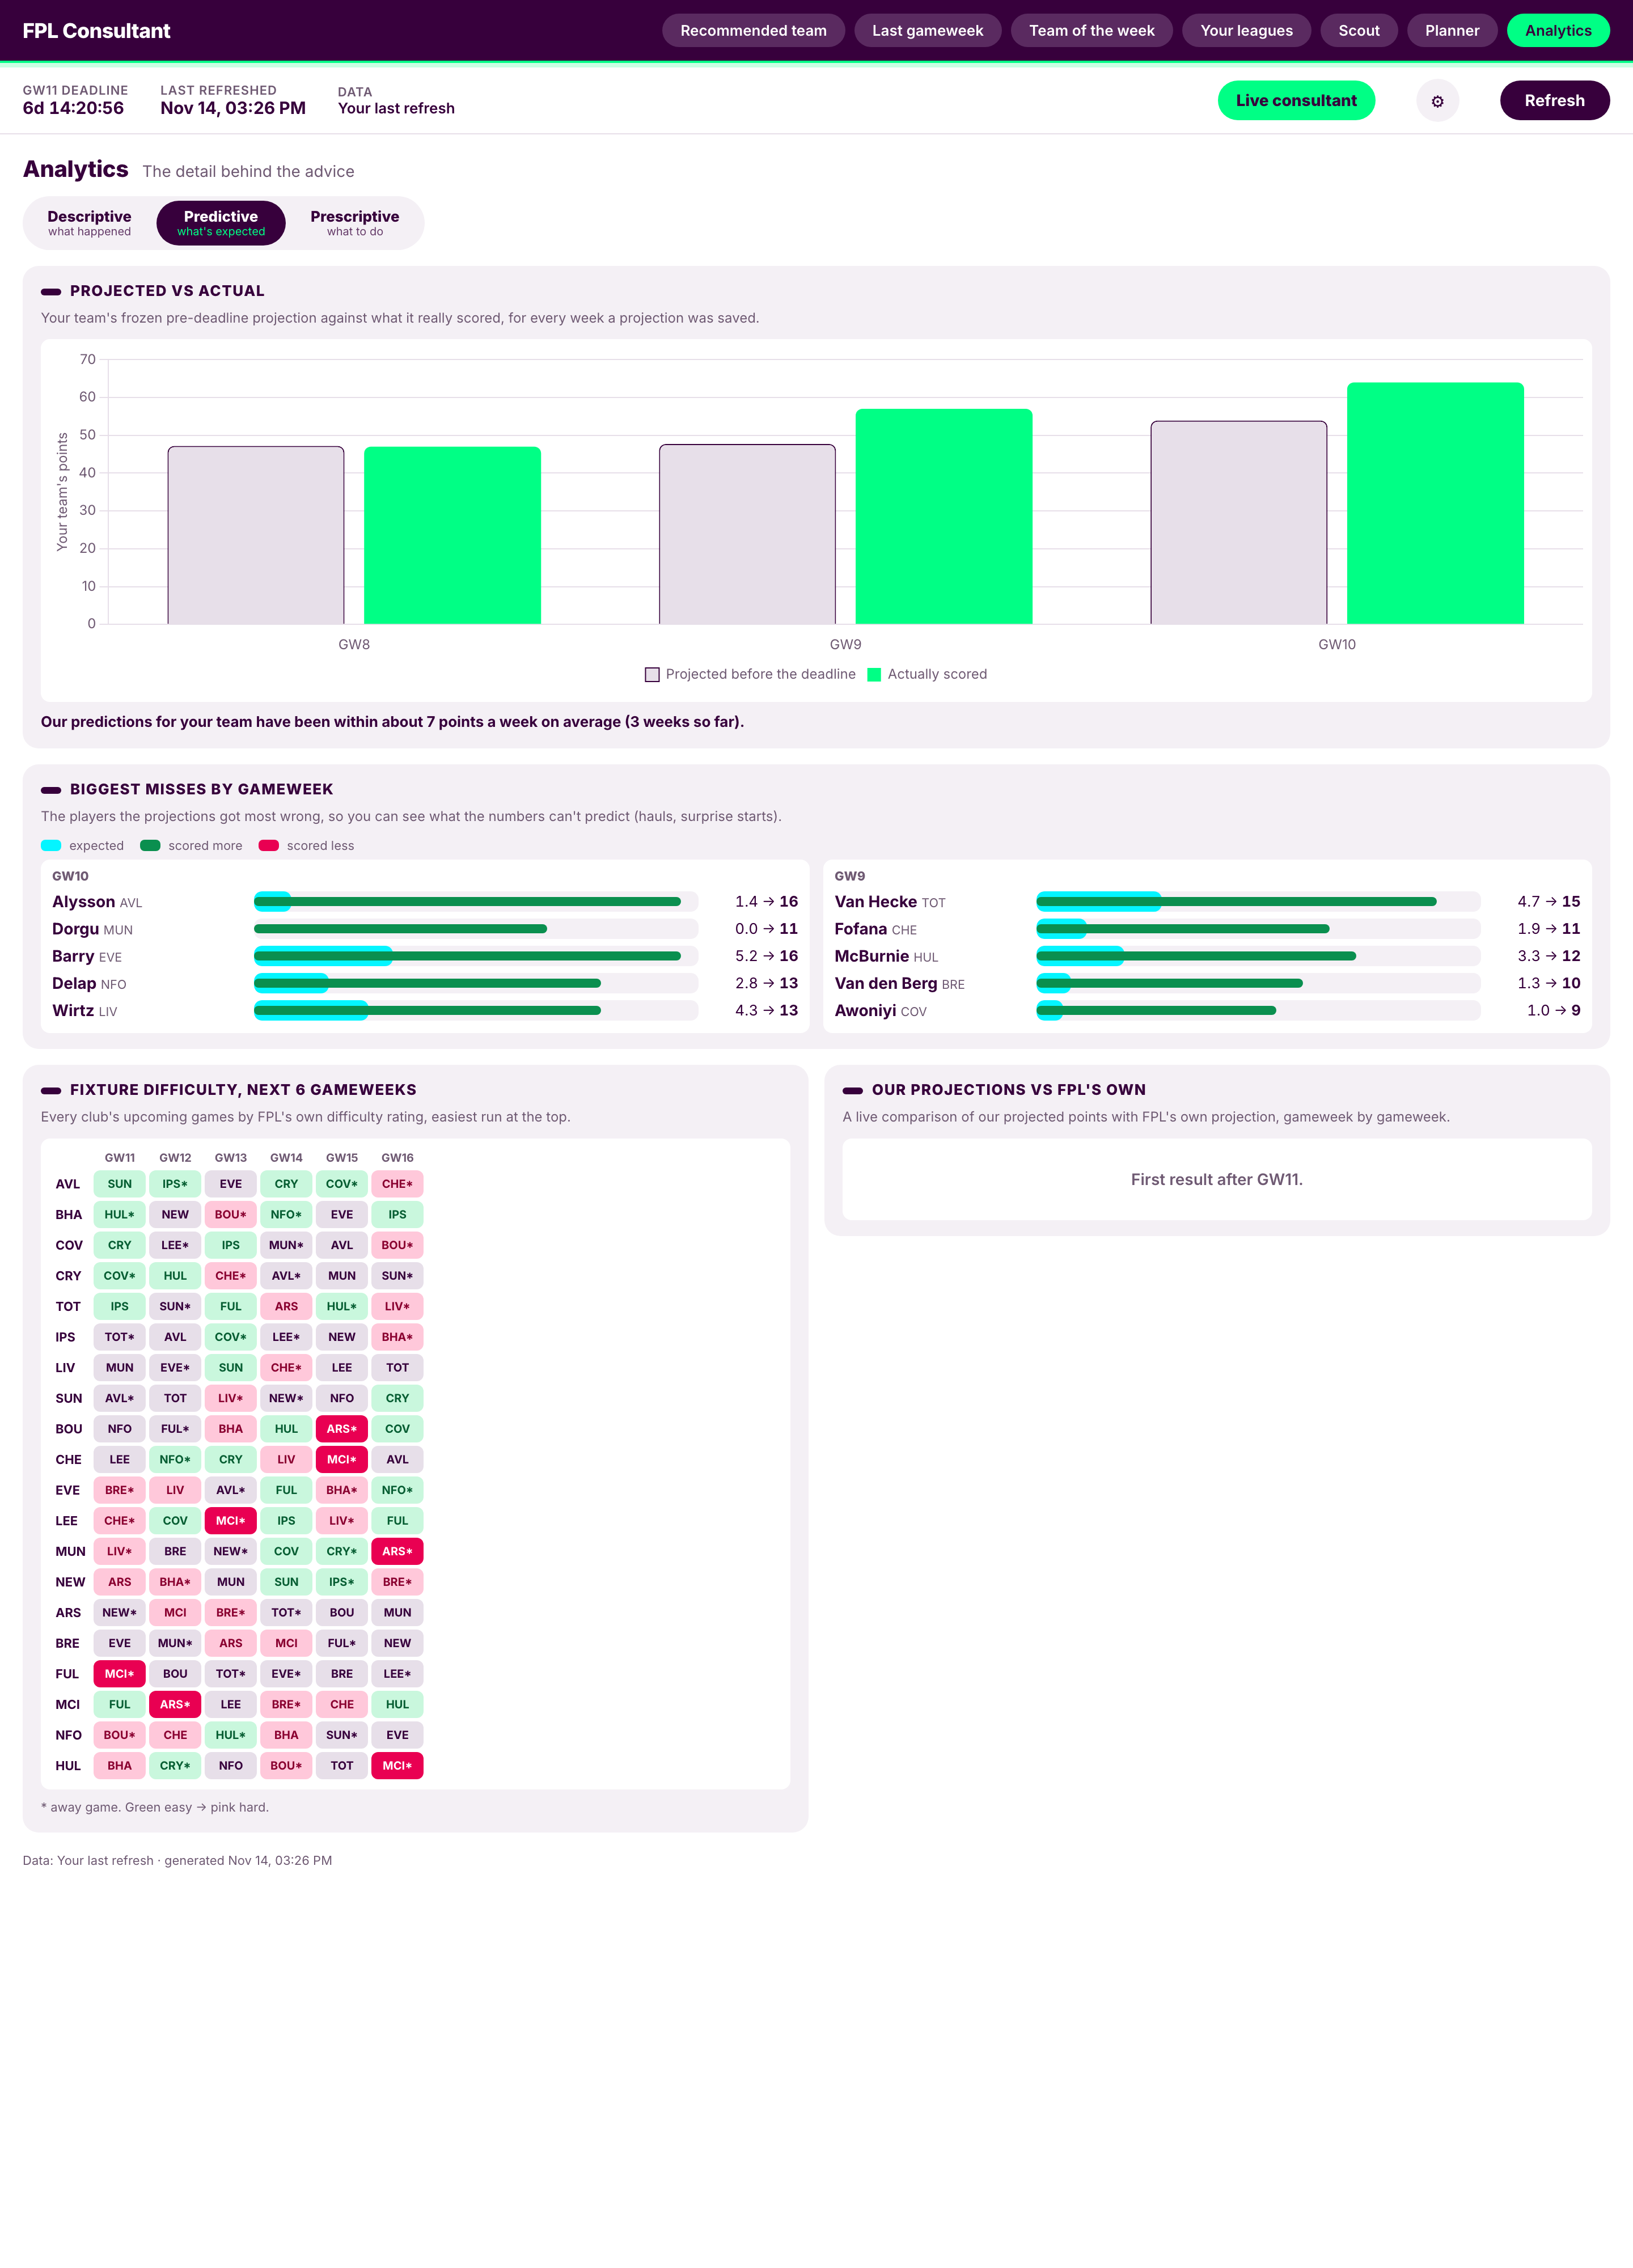 FPL Consultant
Recommended team
Last gameweek
Team of the week
Your leagues
Scout
Planner
Analytics
GW11 DEADLINE
6d 14:20:56
LAST REFRESHED
Nov 14, 03:26 PM
DATA
Your last refresh
Live consultant
Refresh
Analytics The detail behind the advice
Descriptive
what happened
Predictive
what's expected
Prescriptive
what to do
PROJECTED VS ACTUAL
Your team's frozen pre-deadline projection against what it really scored, for every week a projection was saved.
Your team's points
70
60
50
40
30
20
10
0
GW8 GW9 GW10
Projected before the deadline Actually scored
Our predictions for your team have been within about 7 points a week on average (3 weeks so far).
BIGGEST MISSES BY GAMEWEEK
The players the projections got most wrong, so you can see what the numbers can't predict (hauls, surprise starts).
expected scored more scored less
GW10
Alysson AVL 1.4 → 16
Dorgu MUN 0.0 → 11
Barry EVE 5.2 → 16
Delap NFO 2.8 → 13
Wirtz LIV 4.3 → 13
GW9
Van Hecke TOT 4.7 → 15
Fofana CHE 1.9 → 11
McBurnie HUL 3.3 → 12
Van den Berg BRE 1.3 → 10
Awoniyi COV 1.0 → 9
FIXTURE DIFFICULTY, NEXT 6 GAMEWEEKS
Every club's upcoming games by FPL's own difficulty rating, easiest run at the top.
GW11 GW12 GW13 GW14 GW15 GW16
AVL SUN IPS* EVE CRY COV* CHE*
BHA HUL* NEW BOU* NFO* EVE IPS
COV CRY LEE* IPS MUN* AVL BOU*
CRY COV* HUL CHE* AVL* MUN SUN*
TOT IPS SUN* FUL ARS HUL* LIV*
IPS TOT* AVL COV* LEE* NEW BHA*
LIV MUN EVE* SUN CHE* LEE TOT
SUN AVL* TOT LIV* NEW* NFO CRY
BOU NFO FUL* BHA HUL ARS* COV
CHE LEE NFO* CRY LIV MCI* AVL
EVE BRE* LIV AVL* FUL BHA* NFO*
LEE CHE* COV MCI* IPS LIV* FUL
MUN LIV* BRE NEW* COV CRY* ARS*
NEW ARS BHA* MUN SUN IPS* BRE*
ARS NEW* MCI BRE* TOT* BOU MUN
BRE EVE MUN* ARS MCI FUL* NEW
FUL MCI* BOU TOT* EVE* BRE LEE*
MCI FUL ARS* LEE BRE* CHE HUL
NFO BOU* CHE HUL* BHA SUN* EVE
HUL BHA CRY* NFO BOU* TOT MCI*
* away game. Green easy → pink hard.
OUR PROJECTIONS VS FPL'S OWN
A live comparison of our projected points with FPL's own projection, gameweek by gameweek.
First result after GW11.
Data: Your last refresh · generated Nov 14, 03:26 PM